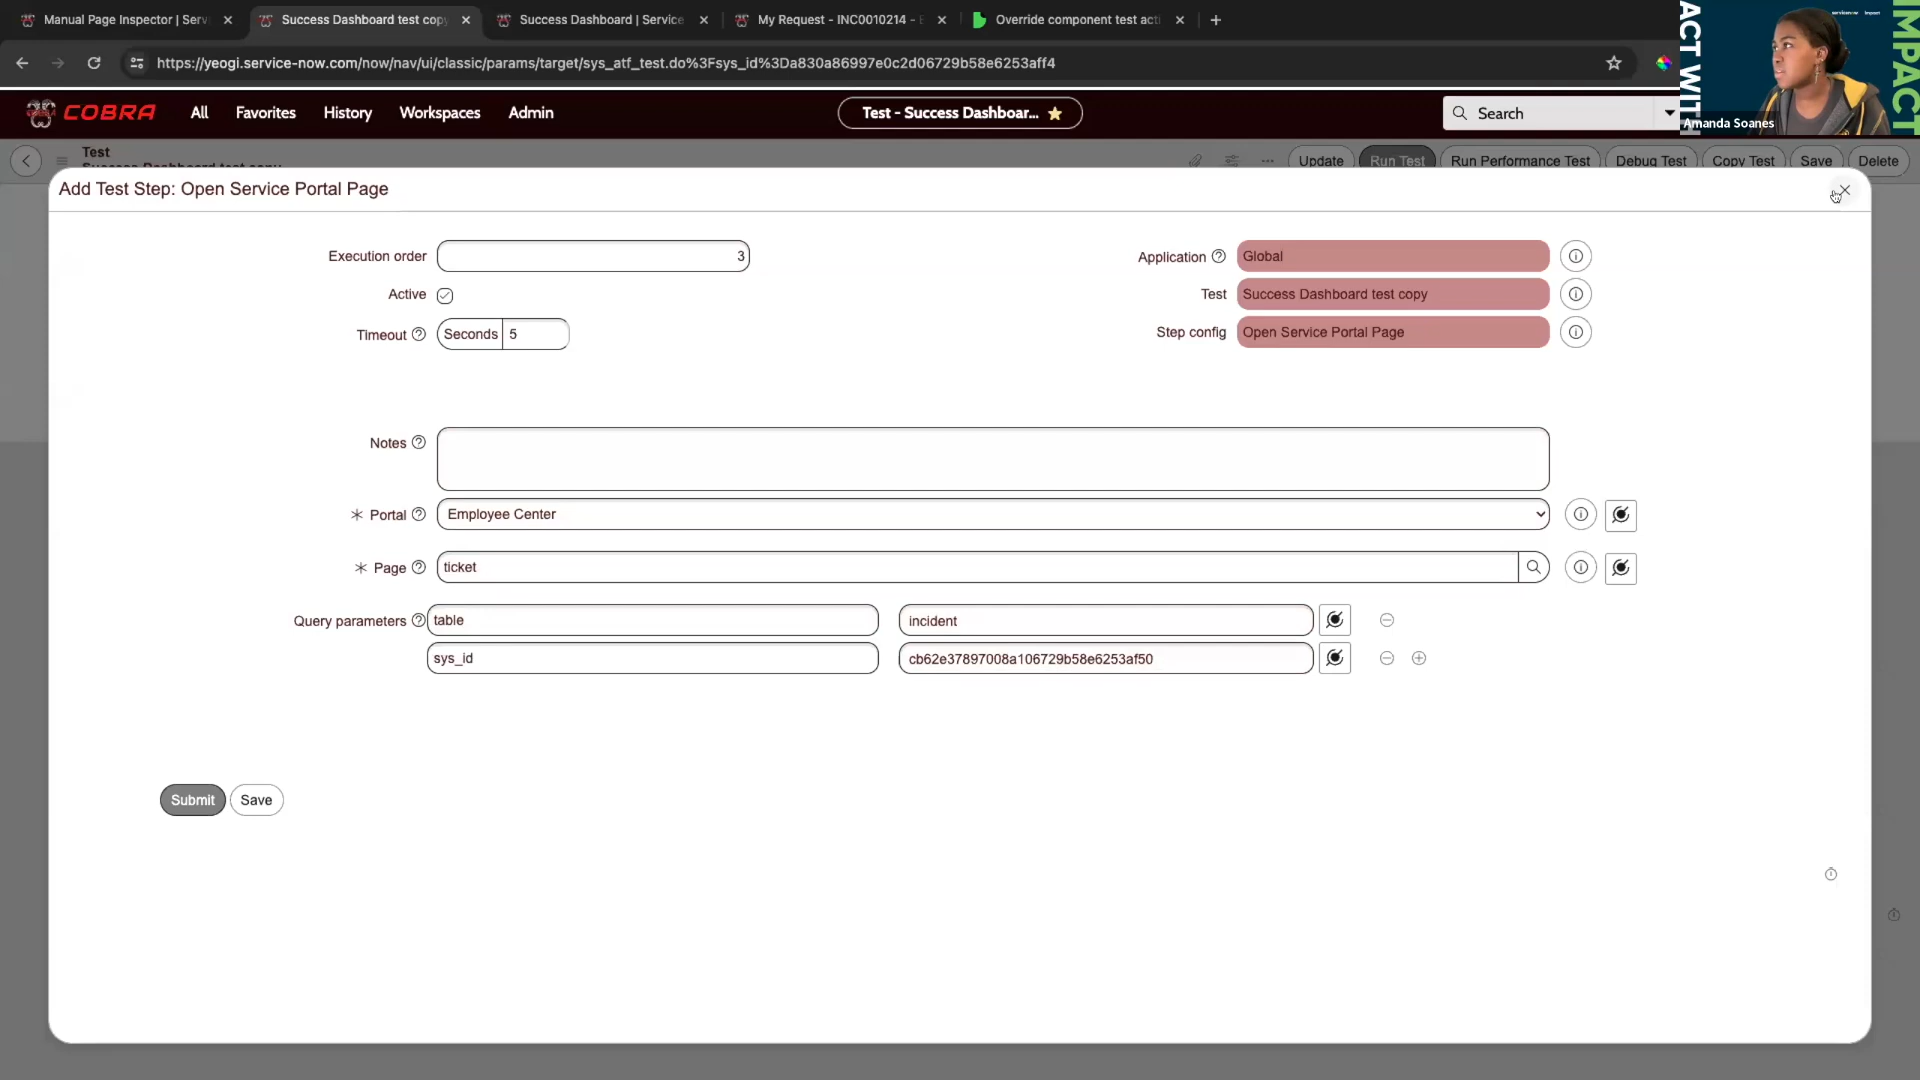 Manual Page Inspector | Serv
Success Dashboard test copy
Success Dashboard | Service
My Request - INC0010214 - E
Override component test acti
https://yeogi.service-now.com/now/nav/ui/classic/params/target/sys_atf_test.do%3Fsys_id%3Da830a86997e0c2d06729b58e6253aff4
ACT WITH
IMPACT
Amanda Soanes
COBRA
All
Favorites
History
Workspaces
Admin
Test - Success Dashboar...
Search
Test
Success Dashboard test copy
Update
Run Test
Run Performance Test
Debug Test
Copy Test
Save
Delete
Add Test Step: Open Service Portal Page
Execution order
3
Application
Global
Active
Test
Success Dashboard test copy
Timeout
Seconds
5
Step config
Open Service Portal Page
Notes
Portal
Employee Center
Page
ticket
Query parameters
table
incident
sys_id
cb62e37897008a106729b58e6253af50
Submit
Save